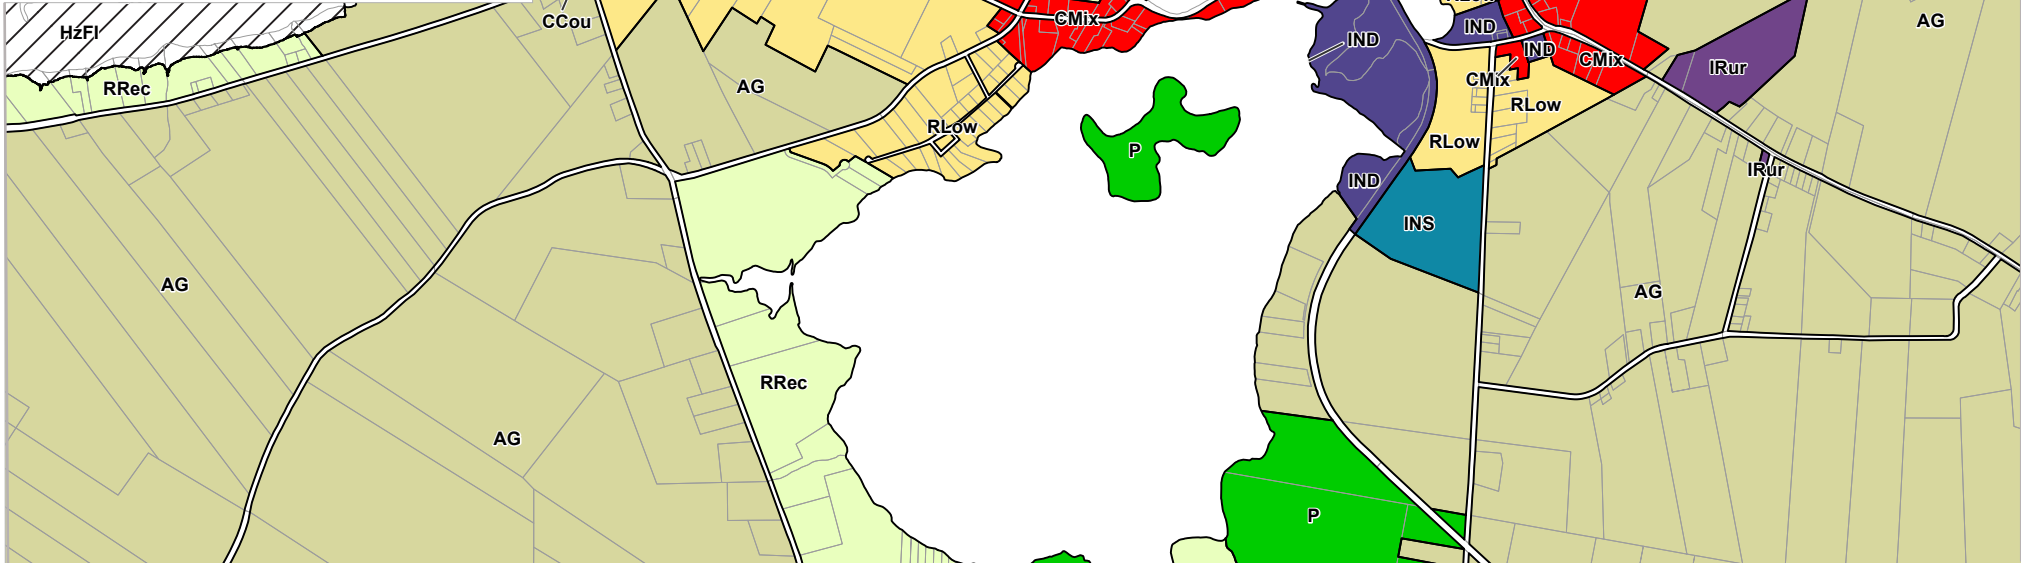 HzFl
CCou
CMix
AG
IND
IND
IND
CMix
IRur
RRec
AG
CMix
RLow
RLow
P
RLow
IRur
IND
INS
AG
AG
RRec
AG
P